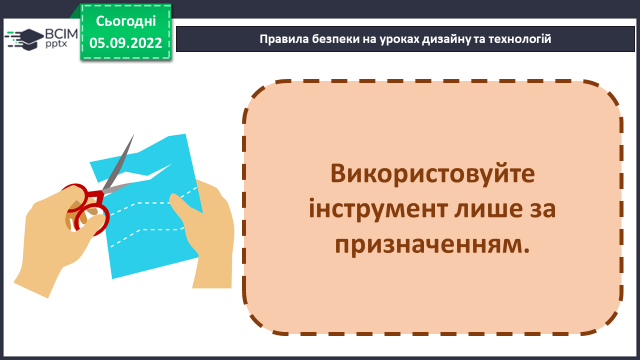 ВСІМ
pptx
Сьогодні
05.09.2022
Правила безпеки на уроках дизайну та технологій
Використовуйте
інструмент лише за
призначенням.